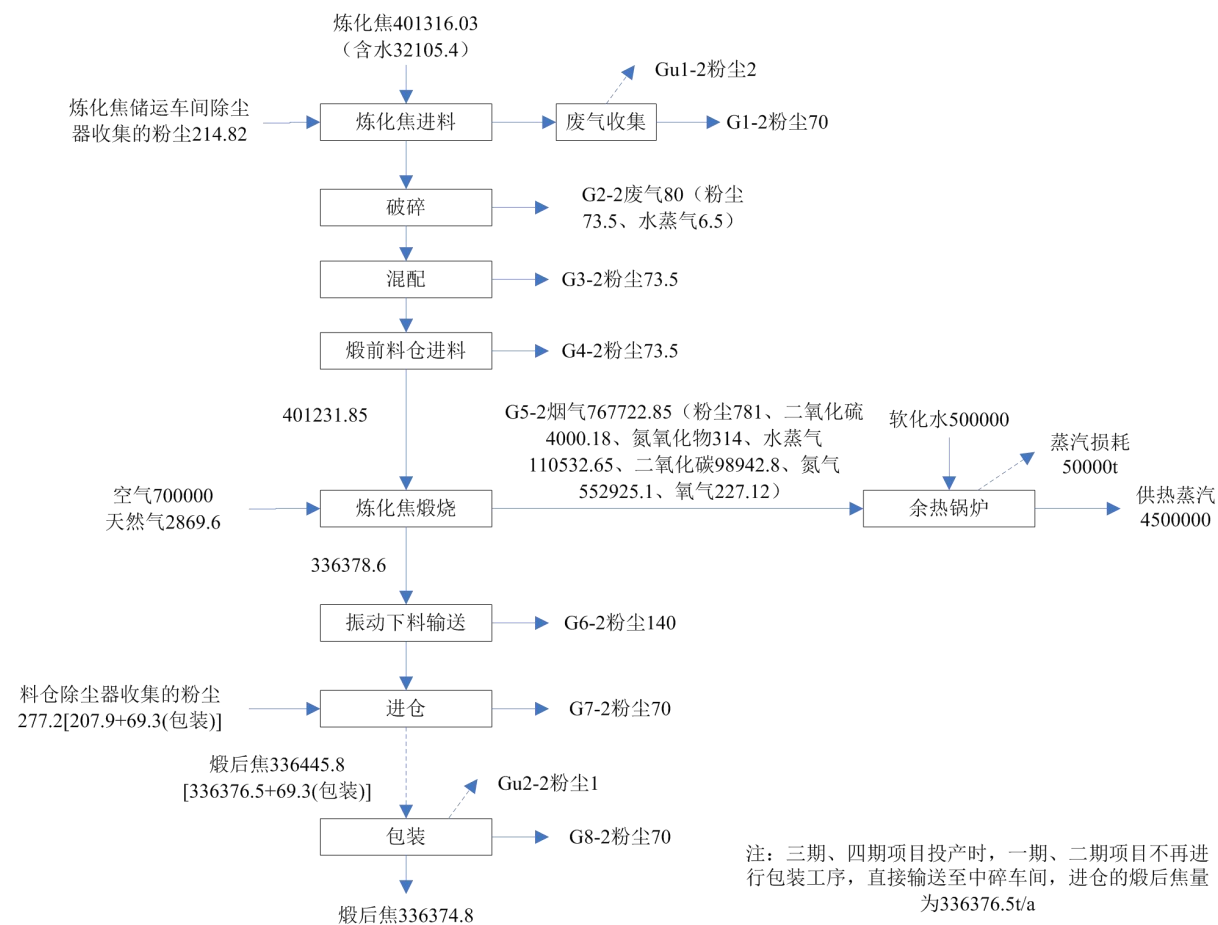 炼化焦401316.03
（含水32105.4）
Gu1-2粉尘2
炼化焦储运车间除尘
器收集的粉尘214.82
炼化焦进料
废气收集
G1-2粉尘70
破碎
G2-2废气80（粉尘
73.5、水蒸气6.5）
混配
G3-2粉尘73.5
煅前料仓进料
G4-2粉尘73.5
401231.85
G5-2烟气767722.85（粉尘781、二氧化硫
4000.18、氮氧化物314、水蒸气
110532.65、二氧化碳98942.8、氮气
552925.1、氧气227.12）
软化水500000
蒸汽损耗
50000t
空气700000
天然气2869.6
炼化焦煅烧
余热锅炉
供热蒸汽
4500000
336378.6
振动下料输送
G6-2粉尘140
料仓除尘器收集的粉尘
277.2[207.9+69.3(包装)]
进仓
G7-2粉尘70
煅后焦336445.8
[336376.5+69.3(包装)]
Gu2-2粉尘1
包装
G8-2粉尘70
煅后焦336374.8
注：三期、四期项目投产时，一期、二期项目不再进
行包装工序，直接输送至中碎车间，进仓的煅后焦量
为336376.5t/a